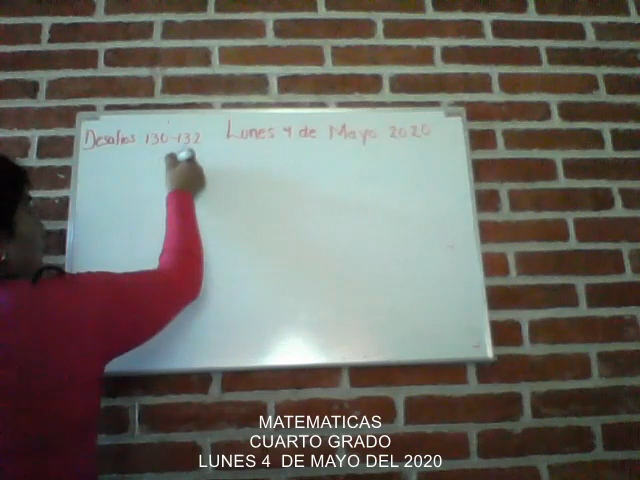 Desafios 130-132 Lunes 4 de Mayo 2020
MATEMATICAS
CUARTO GRADO
LUNES 4 DE MAYO DEL 2020